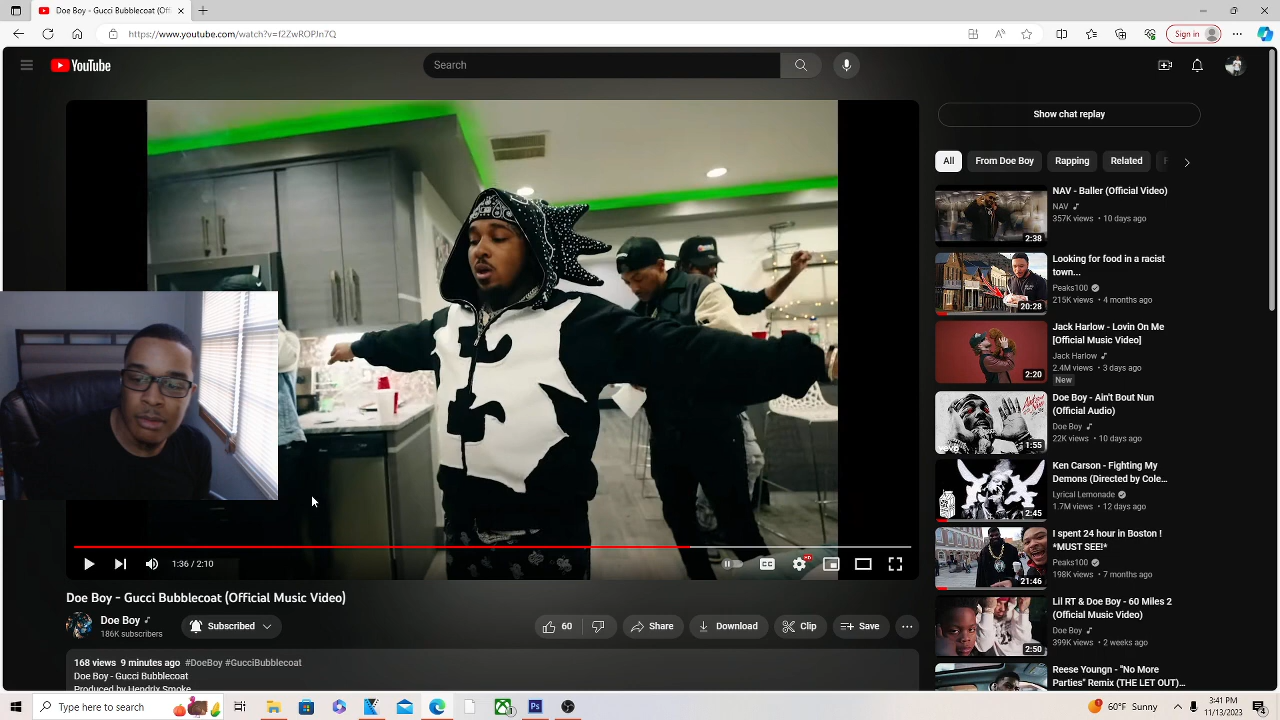 Doe Boy - Gucci Bubblecoat (Off
https://www.youtube.com/watch?v=f2ZwROPJn7Q
Sign in
YouTube
Search
Show chat replay
All
From Doe Boy
Rapping
Related
NAV - Baller (Official Video)
NAV
357K views • 10 days ago
2:38
Looking for food in a racist
town...
Peaks100
215K views • 4 months ago
20:28
Jack Harlow - Lovin On Me
[Official Music Video]
Jack Harlow
2.4M views • 3 days ago
New
2:20
Doe Boy - Ain't Bout Nun
(Official Audio)
Doe Boy
22K views • 10 days ago
1:55
Ken Carson - Fighting My
Demons (Directed by Cole...
Lyrical Lemonade
1.7M views • 12 days ago
2:45
I spent 24 hour in Boston !
*MUST SEE!*
Peaks100
198K views • 7 months ago
21:46
Lil RT & Doe Boy - 60 Miles 2
(Official Music Video)
Doe Boy
399K views • 2 weeks ago
2:50
Reese Youngn - "No More
Parties" Remix (THE LET OUT)...
1:36 / 2:10
CC
HD
Doe Boy - Gucci Bubblecoat (Official Music Video)
Doe Boy
186K subscribers
Subscribed
60
Share
Download
Clip
Save
168 views 9 minutes ago #DoeBoy #GucciBubblecoat
Doe Boy - Gucci Bubblecoat
Produced by Hendrix Smoke
Type here to search
Ps
60°F Sunny
3:41 PM
11/13/2023